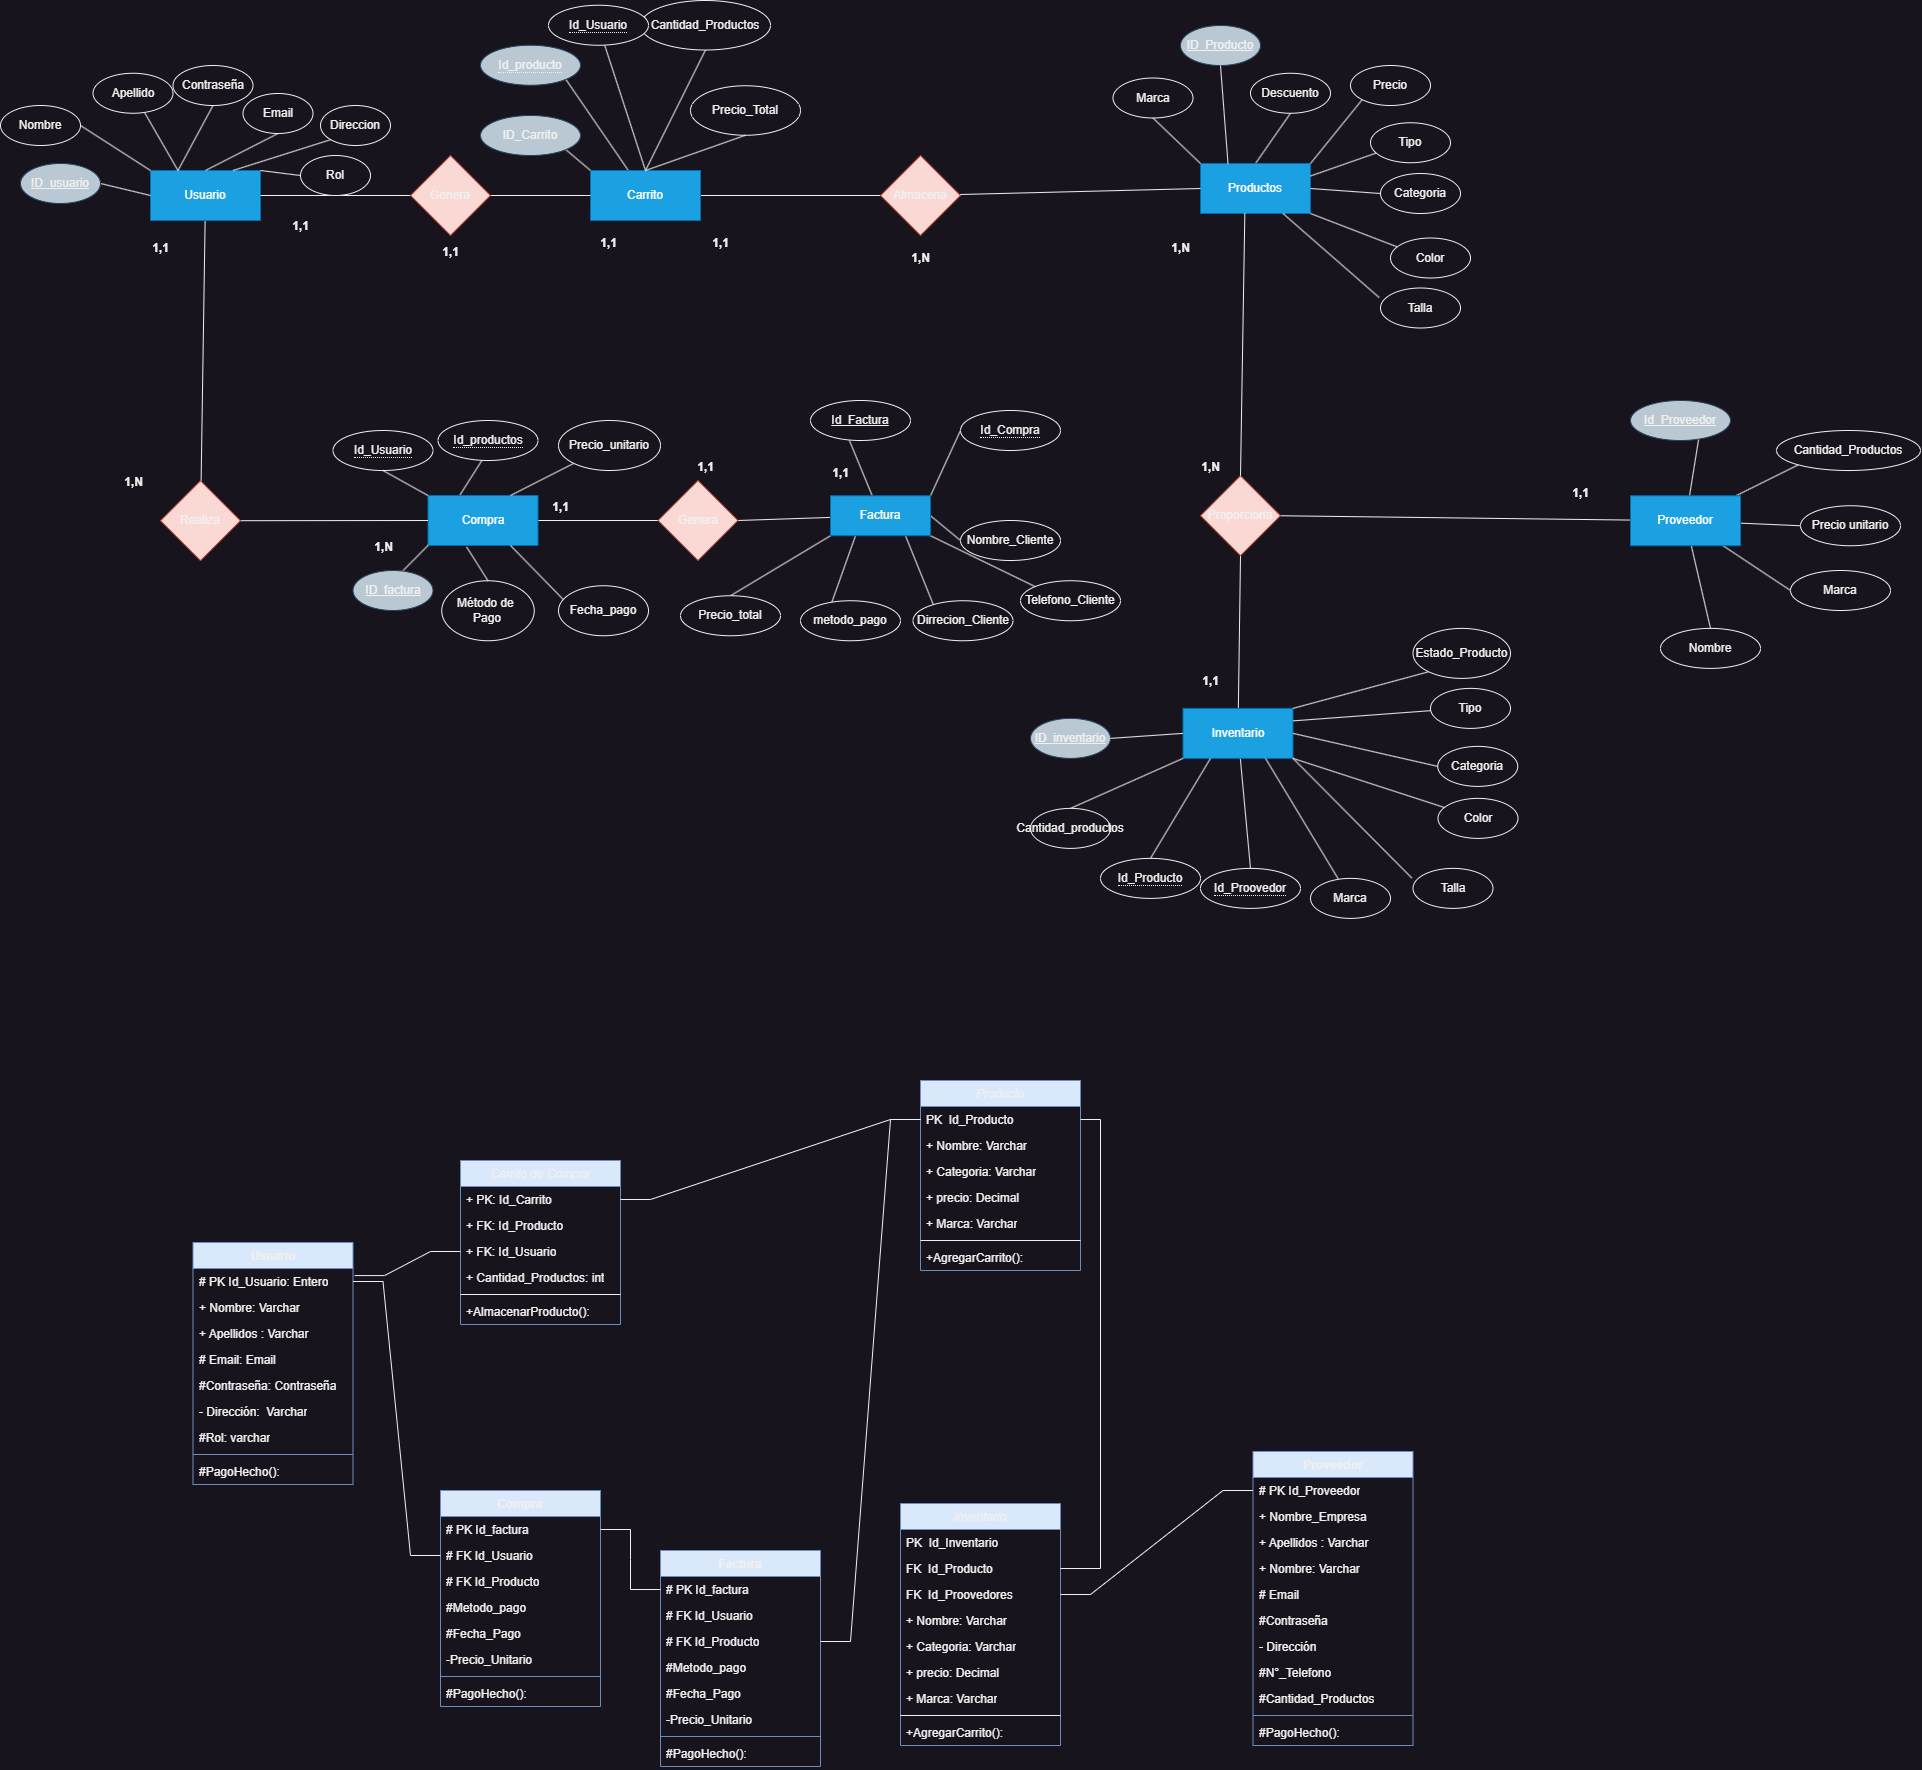 Id_Usuario
Cantidad_Productos
Id_producto
ID_Carrito
Precio_Total
Nombre
Apellido
Contraseña
Email
Direccion
Rol
ID_usuario
Usuario
Genera
Carrito
Almacena
Productos
ID_Producto
Marca
Descuento
Precio
Tipo
Categoria
Color
Talla
1,1
1,1
1,1
1,1
1,1
1,N
1,N
1,N
Realiza
Id_Usuario
Id_productos
Precio_unitario
Compra
1,N
ID_factura
Método de
Pago
Fecha_pago
1,1
1,1
Genera
1,1
Id_Factura
Id_Compra
Factura
Nombre_Cliente
Telefono_Cliente
Precio_total
metodo_pago
Dirrecion_Cliente
1,N
Proporciona
1,1
Id_Proveedor
Cantidad_Productos
Proveedor
Precio unitario
Marca
Nombre
1,1
Inventario
Estado_Producto
Tipo
Categoria
Color
Talla
Marca
Id_Proovedor
Id_Producto
Cantidad_productos
ID_inventario
Producto
PK  Id_Producto
+ Nombre: Varchar
+ Categoria: Varchar
+ precio: Decimal
+ Marca: Varchar
+AgregarCarrito():
Carrito de Compra
+ PK: Id_Carrito
+ FK: Id_Producto
+ FK: Id_Usuario
+ Cantidad_Productos: int
+AlmacenarProducto():
Usuario
# PK Id_Usuario: Entero
+ Nombre: Varchar
+ Apellidos : Varchar
# Email: Email
#Contraseña: Contraseña
- Dirección:  Varchar
#Rol: varchar
#PagoHecho():
Compra
# PK Id_factura
# FK Id_Usuario
# FK Id_Producto
#Metodo_pago
#Fecha_Pago
-Precio_Unitario
#PagoHecho():
Factura
# PK Id_factura
# FK Id_Usuario
# FK Id_Producto
#Metodo_pago
#Fecha_Pago
-Precio_Unitario
#PagoHecho():
Inventario
PK  Id_Inventario
FK  Id_Producto
FK  Id_Proovedores
+ Nombre: Varchar
+ Categoria: Varchar
+ precio: Decimal
+ Marca: Varchar
+AgregarCarrito():
Proveedor
# PK Id_Proveedor
+ Nombre_Empresa
+ Apellidos : Varchar
+ Nombre: Varchar
# Email
#Contraseña
- Dirección
#N°_Telefono
#Cantidad_Productos
#PagoHecho():